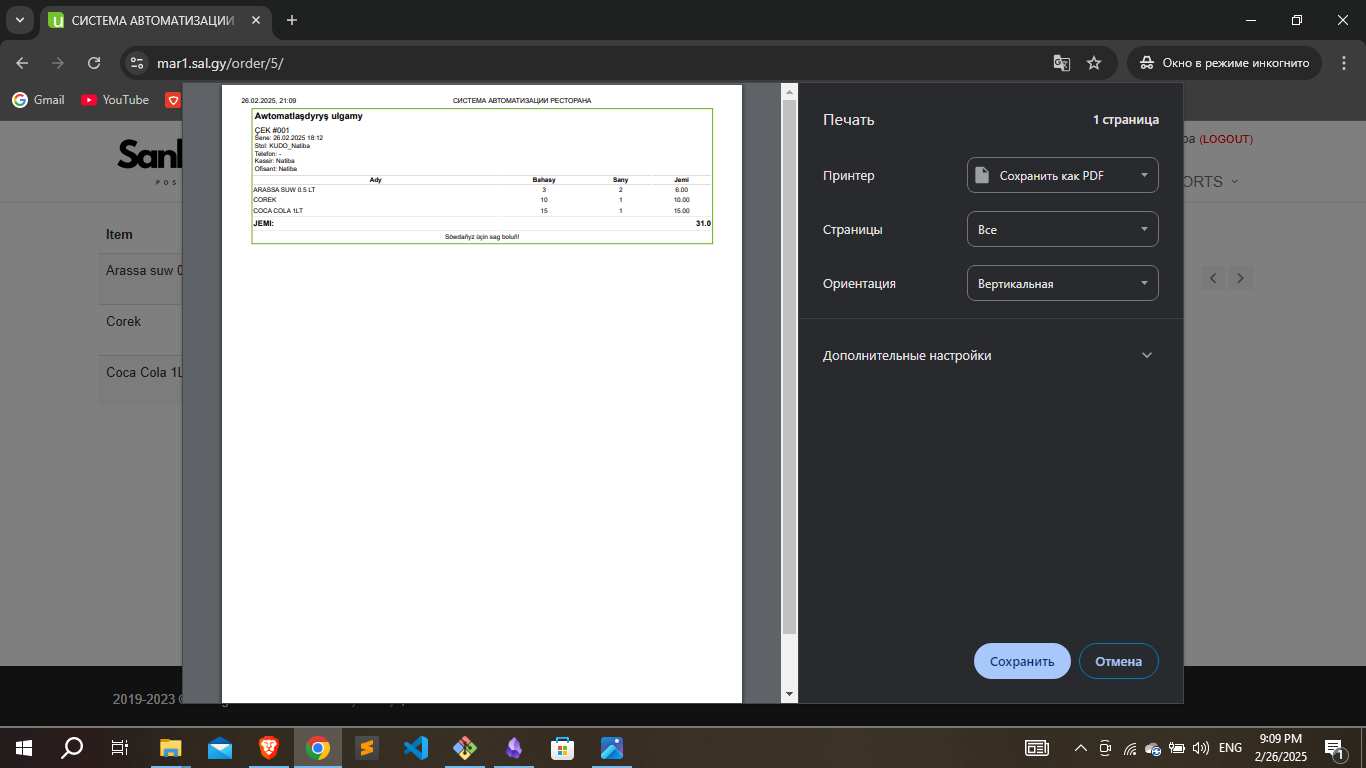 СИСТЕМА АВТОМАТИЗАЦИИ
mar1.sal.gy/order/5/
Окно в режиме инкогнито
Gmail
YouTube
26.02.2025, 21:09
СИСТЕМА АВТОМАТИЗАЦИИ РЕСТОРАНА
Awtomatlaşdyryş ulgamy
ÇEK #001
Sene: 26.02.2025 18:12
Stol: KUDO_Natiba
Telefon: -
Kassir: Natiba
Ofisant: Natiba
Ady Bahasy Sany Jemi
ARASSA SUW 0.5 LT 3 2 6.00
COREK 10 1 10.00
COCA COLA 1LT 15 1 15.00
JEMI: 31.0
Söwdaňyz üçin sag boluň!
Печать
1 страница
Принтер
Сохранить как PDF
Страницы
Все
Ориентация
Вертикальная
Дополнительные настройки
Сохранить
Отмена
(LOGOUT)
POS
Item
Arassa suw
Corek
Coca Cola
2019-2023
ENG
9:09 PM
2/26/2025
1